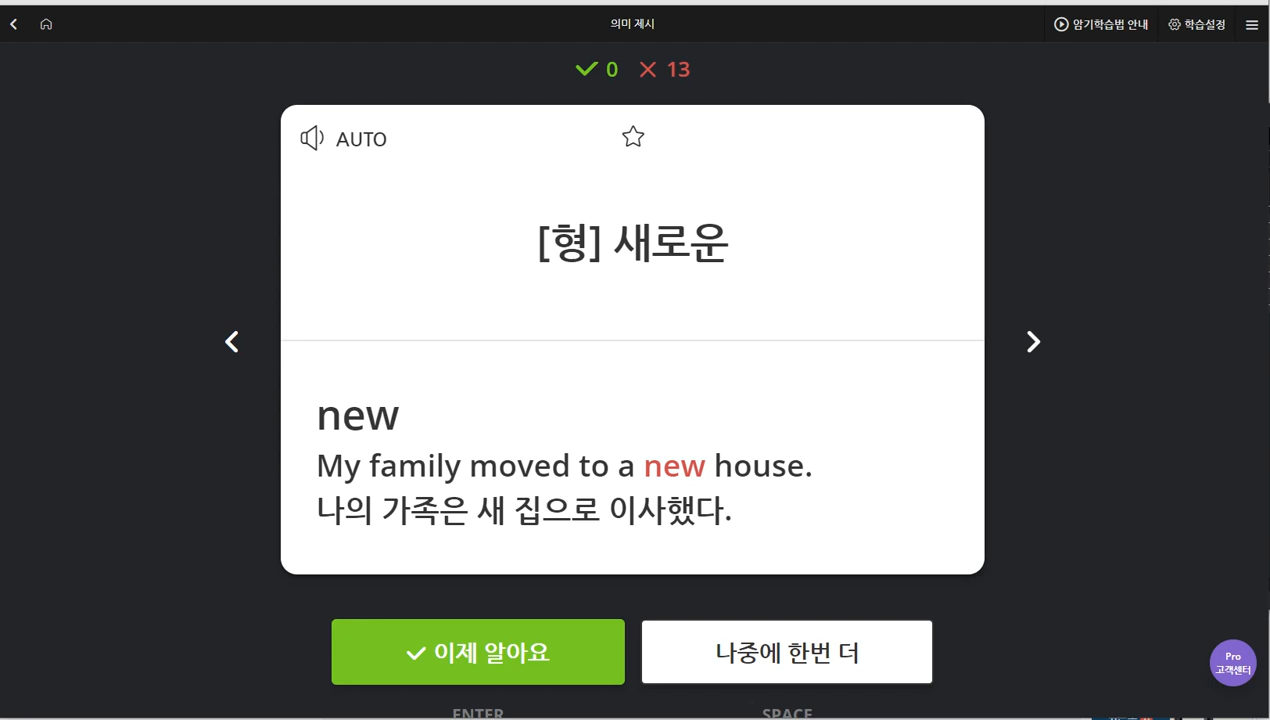 의미 제시
암기학습법 안내
학습설정
0
13
AUTO
[형] 새로운
new
My family moved to a new house.
나의 가족은 새 집으로 이사했다.
이제 알아요
나중에 한번 더
Pro
고객센터
ENTER
SPACE